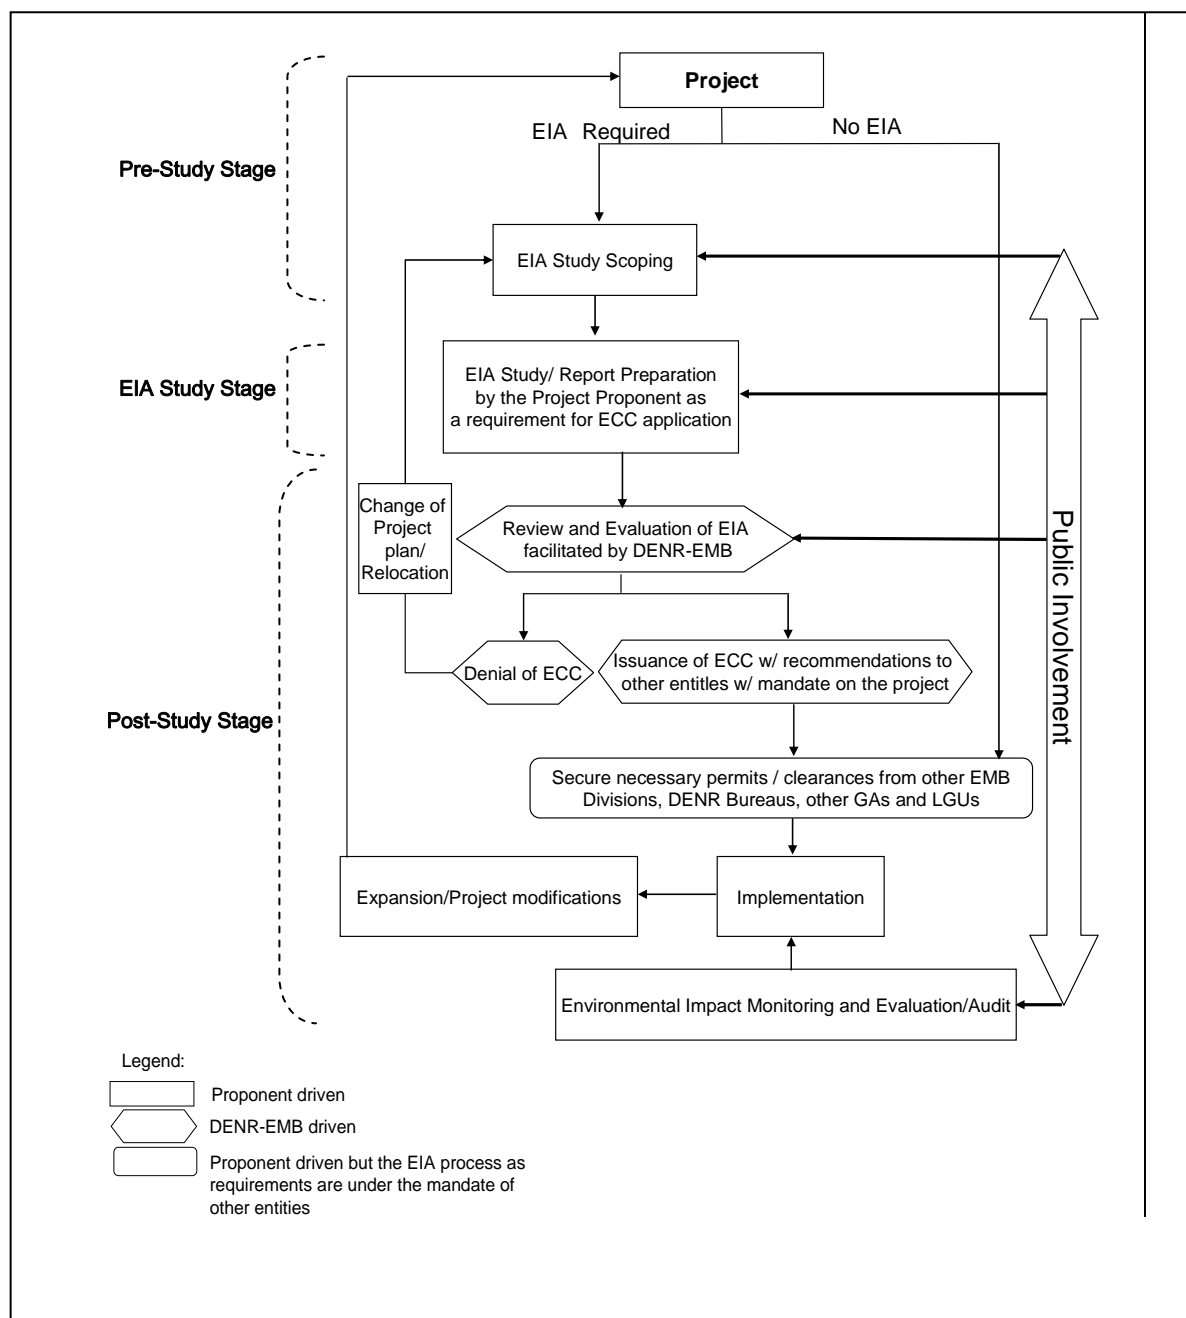 Project
EIA Required
No EIA
Pre-Study Stage
EIA Study Scoping
EIA Study Stage
EIA Study/ Report Preparation
by the Project Proponent as
a requirement for ECC application
Change of
Project
plan/
Relocation
Review and Evaluation of EIA
facilitated by DENR-EMB
Public Involvement
Denial of ECC
Issuance of ECC w/ recommendations to
other entitles w/ mandate on the project
Post-Study Stage
Secure necessary permits / clearances from other EMB
Divisions, DENR Bureaus, other GAs and LGUs
Expansion/Project modifications
Implementation
Environmental Impact Monitoring and Evaluation/Audit
Legend:
Proponent driven
DENR-EMB driven
Proponent driven but the EIA process as
requirements are under the mandate of
other entities